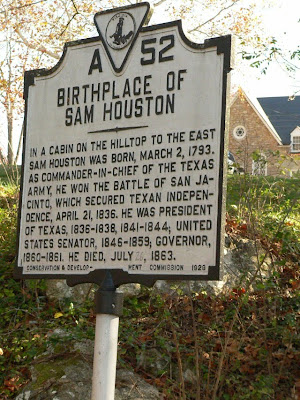 A 52
BIRTHPLACE OF
SAM HOUSTON
IN A CABIN ON THE HILLTOP TO THE EAST
SAM HOUSTON WAS BORN, MARCH 2, 1793.
AS COMMANDER-IN-CHIEF OF THE TEXAS
ARMY, HE WON THE BATTLE OF SAN JA-
CINTO, WHICH SECURED TEXAN INDEPEN-
DENCE, APRIL 21, 1836. HE WAS PRESIDENT
OF TEXAS, 1836-1838, 1841-1844; UNITED
STATES SENATOR, 1846-1859, GOVERNOR,
1860-1861. HE DIED, JULY 1863.
CONSERVATION & DEVELOP MENT COMMISSION 1928